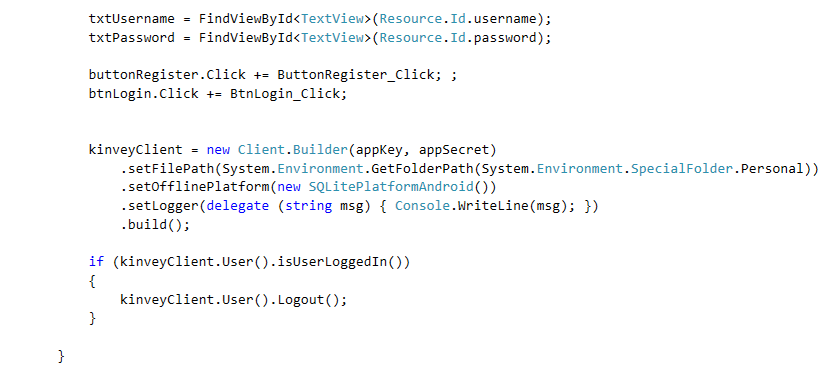 txtUsername = FindViewById<TextView>(Resource.Id.username);
txtPassword = FindViewById<TextView>(Resource.Id.password);
buttonRegister.Click += ButtonRegister_Click; ;
btnLogin.Click += BtnLogin_Click;
kinveyClient = new Client.Builder(appKey, appSecret)
.setFilePath(System.Environment.GetFolderPath(System.Environment.SpecialFolder.Personal))
.setOfflinePlatform(new SQLitePlatformAndroid())
.setLogger(delegate (string msg) { Console.WriteLine(msg); })
.build();
if (kinveyClient.User().isUserLoggedIn())
{
kinveyClient.User().Logout();
}
}